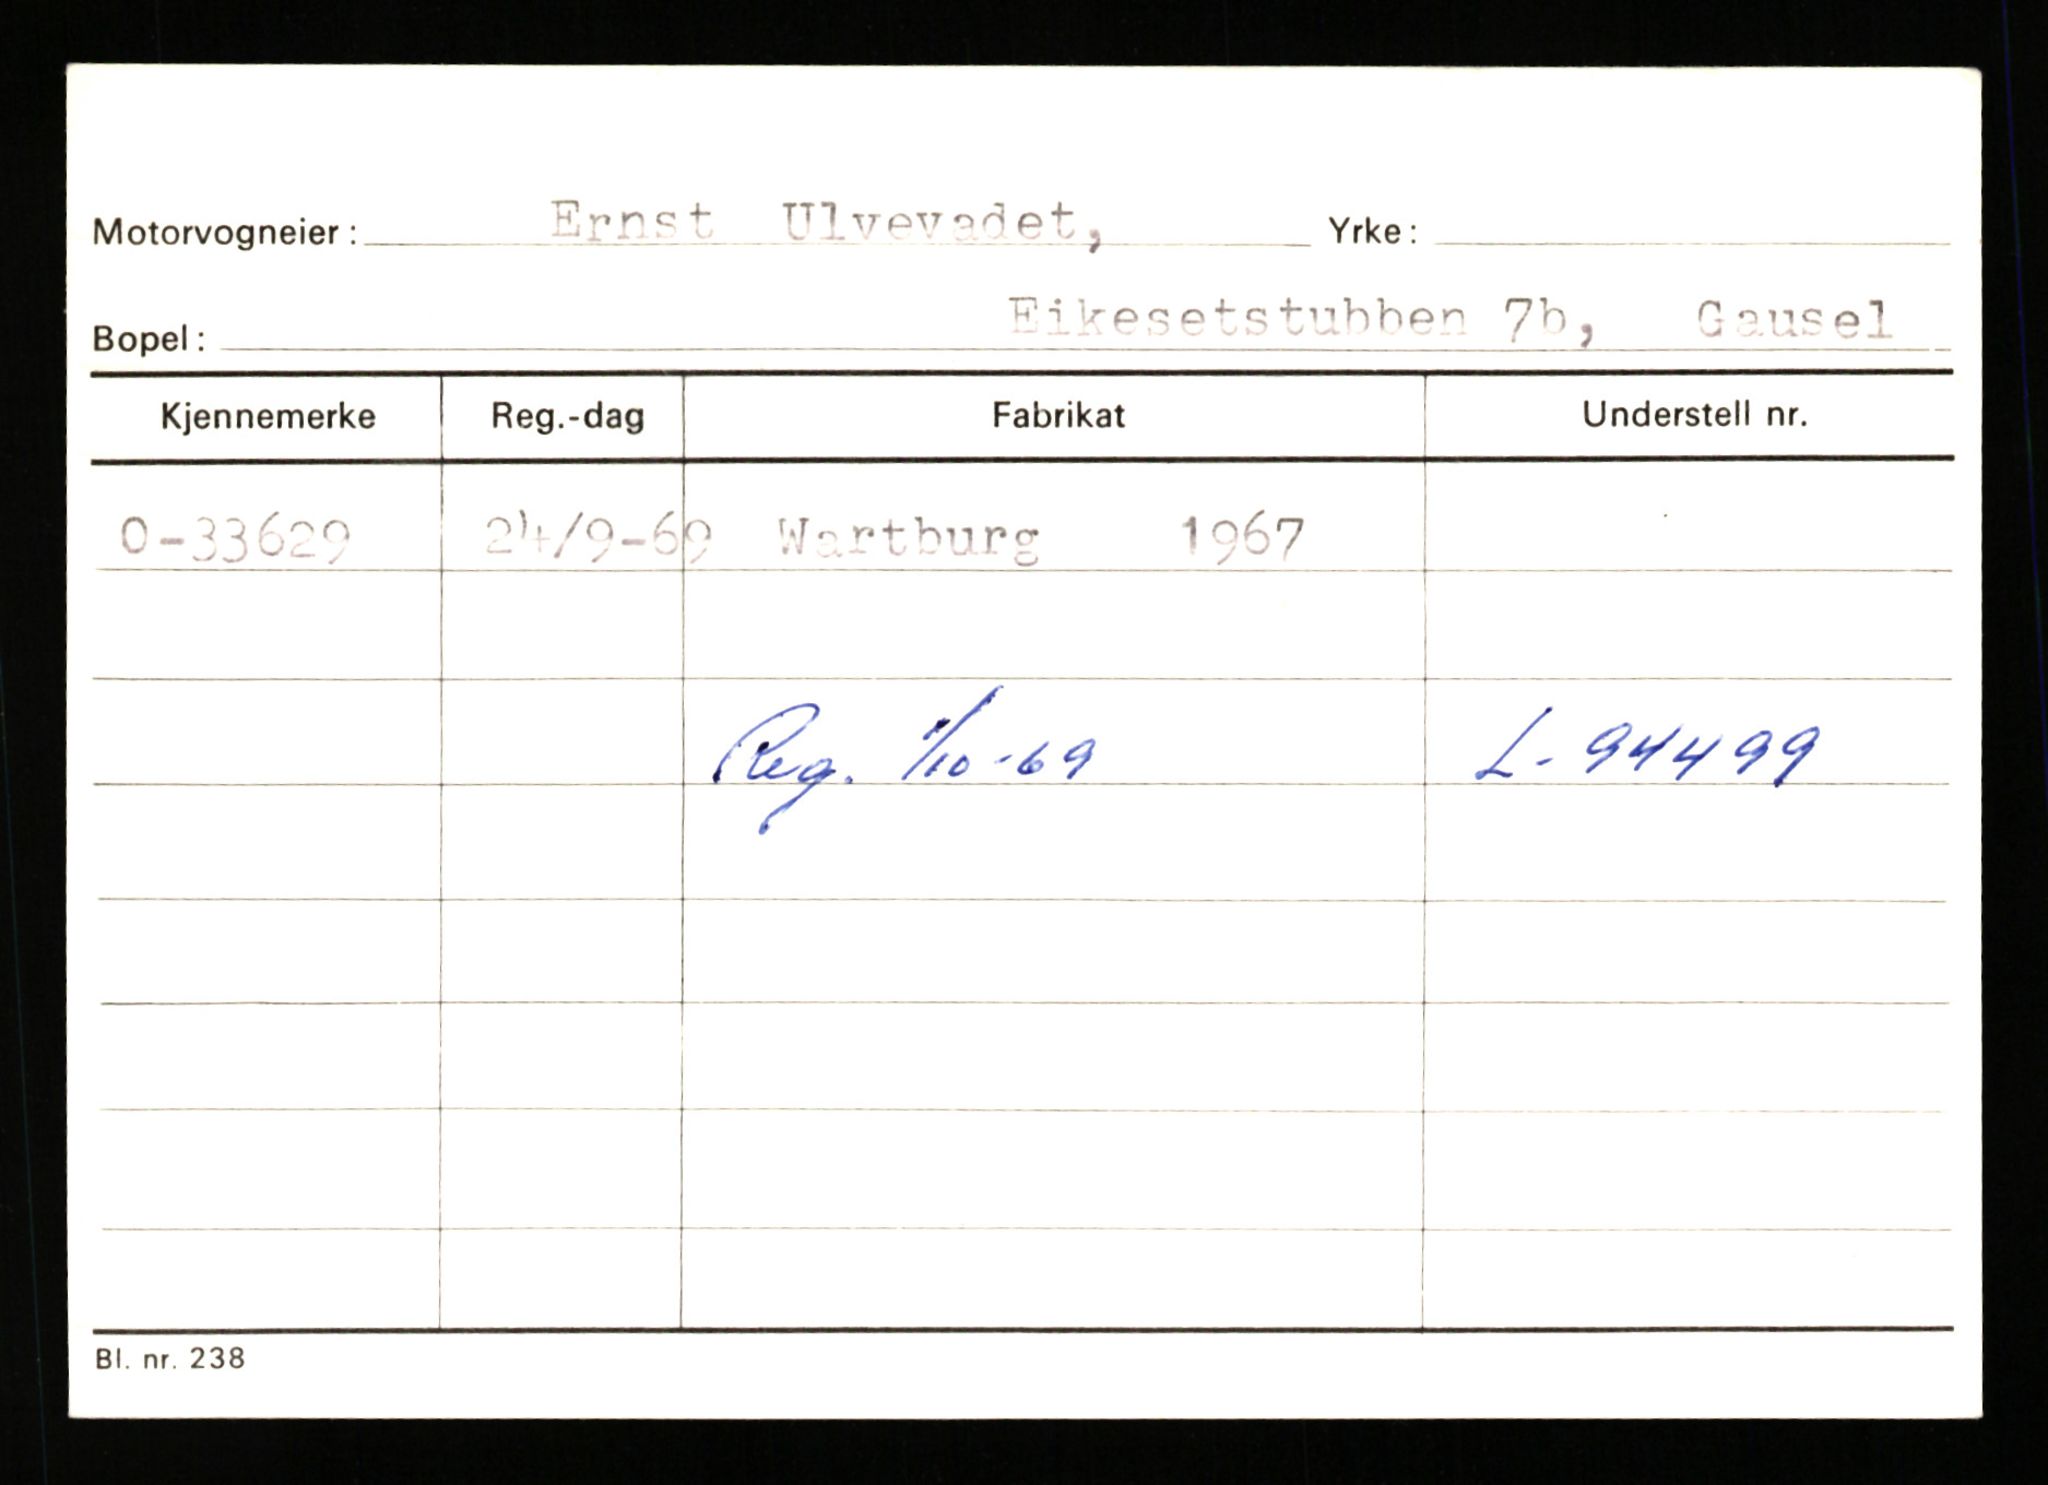 Motorvogneier: Ernst Ulvevadet, Yrke:
Bopel: Eikesetstubben 7b, Gausel
Kjennemerke Reg.-dag Fabrikat Understell nr.
O-33629 24/9-69 Wartburg 1967
Reg. 1/10-69 L-94499
Bl. nr. 238